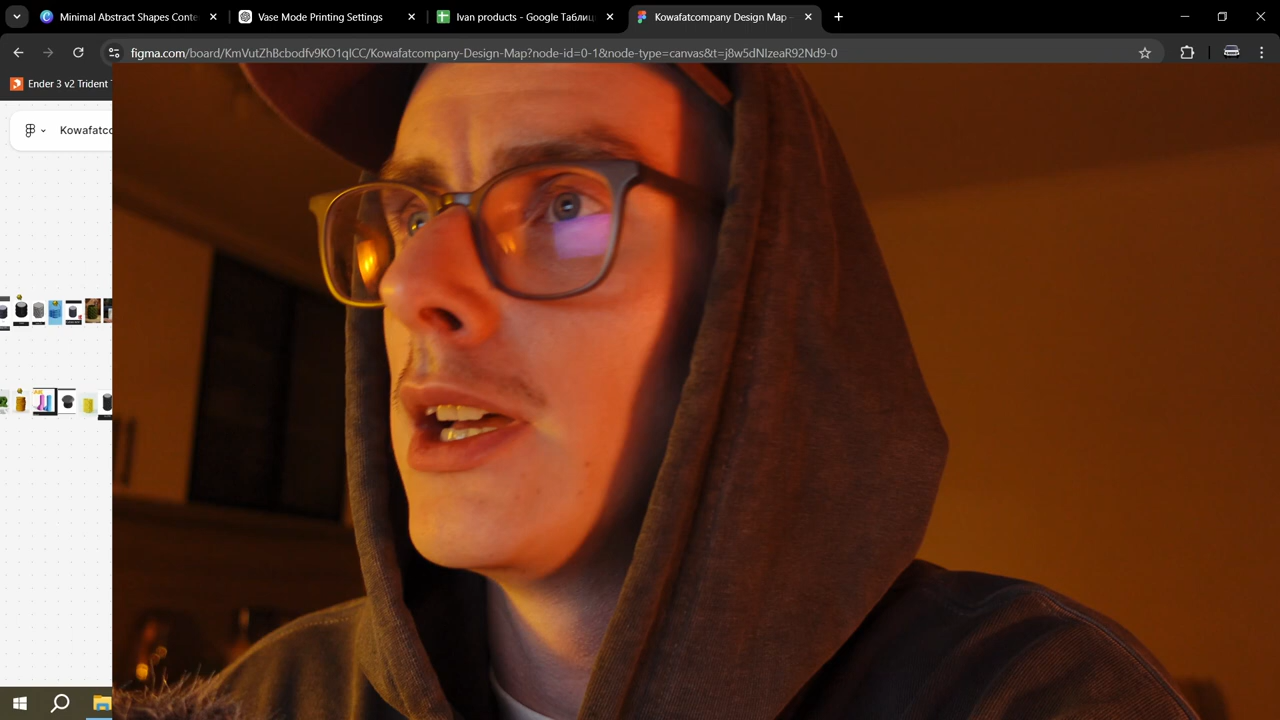 Minimal Abstract Shapes Conte
Vase Mode Printing Settings
Ivan products - Google Таблиц
Kowafatcompany Design Map –
figma.com/board/KmVutZhBcbodfv9KO1qICC/Kowafatcompany-Design-Map?node-id=0-1&node-type=canvas&t=j8w5dNIzeaR92Nd9-0
Ender 3 v2 Trident
Kowafatco